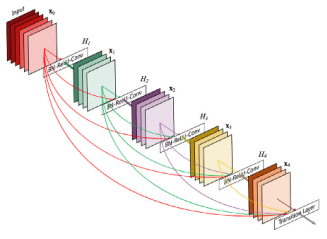 Input
x₀
H₁
x₁
BN-ReLU-Conv
H₂
x₂
BN-ReLU-Conv
H₃
x₃
BN-ReLU-Conv
H₄
x₄
BN-ReLU-Conv
Transition Layer